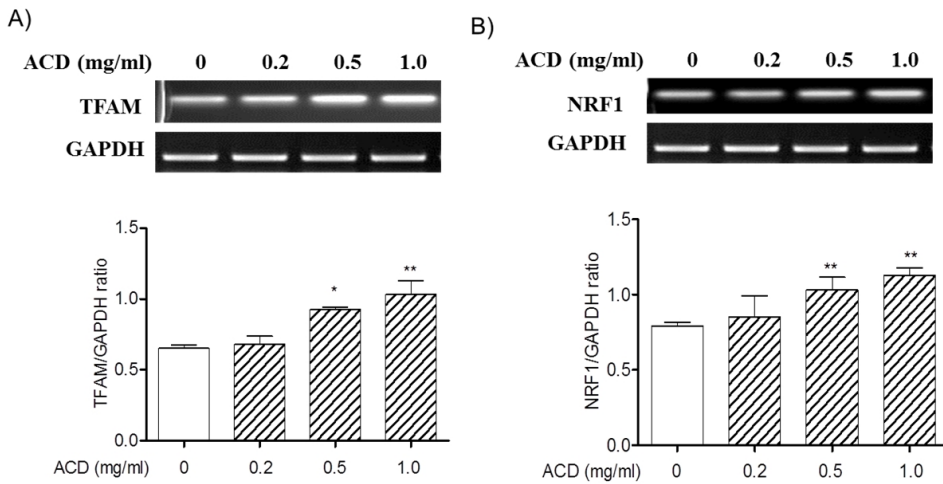 A)
ACD (mg/ml) 0 0.2 0.5 1.0
TFAM
GAPDH
1.5
1.0
0.5
0.0
TFAM/GAPDH ratio
* **
ACD (mg/ml) 0 0.2 0.5 1.0
B)
ACD (mg/ml) 0 0.2 0.5 1.0
NRF1
GAPDH
1.5
1.0
0.5
0.0
NRF1/GAPDH ratio
** **
ACD (mg/ml) 0 0.2 0.5 1.0